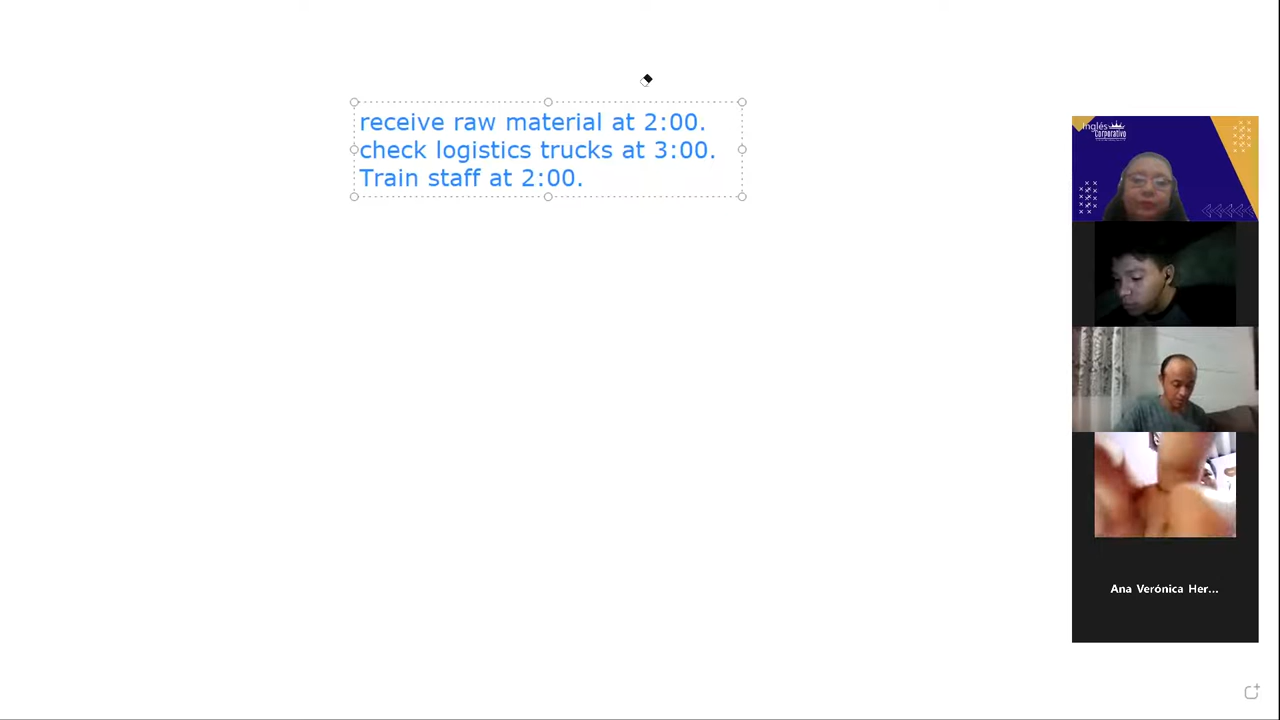 receive raw material at 2:00.
check logistics trucks at 3:00.
Train staff at 2:00.
Inglés
Corporativo
Ana Verónica Her...